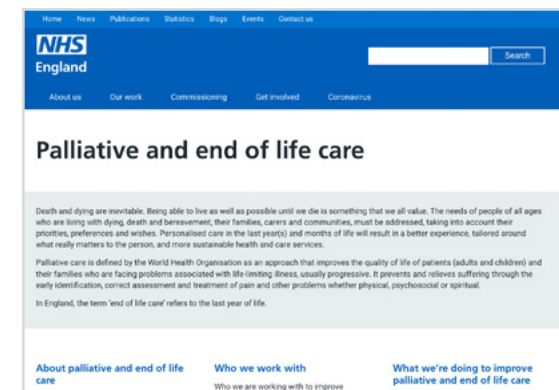 Home News Publications Statistics Blogs Events Contact us
NHS
England
Search
About us Our work Commissioning Get involved Coronavirus
Palliative and end of life care
Death and dying are inevitable. Being able to live as well as possible until we die is something that we all value. The needs of people of all ages
who are living with dying, death and bereavement, their families, carers and communities, must be addressed, taking into account their
priorities, preferences and wishes. Personalised care in the last year(s) and months of life will result in a better experience, tailored around
what really matters to the person, and more sustainable health and care services.
Palliative care is defined by the World Health Organisation as an approach that improves the quality of life of patients (adults and children) and
their families who are facing problems associated with life-limiting illness, usually progressive. It prevents and relieves suffering through the
early identification, correct assessment and treatment of pain and other problems whether physical, psychosocial or spiritual.
In England, the term 'end of life care' refers to the last year of life.
About palliative and end of life
care
Who we work with
Who we are working with to improve
What we're doing to improve
palliative and end of life care